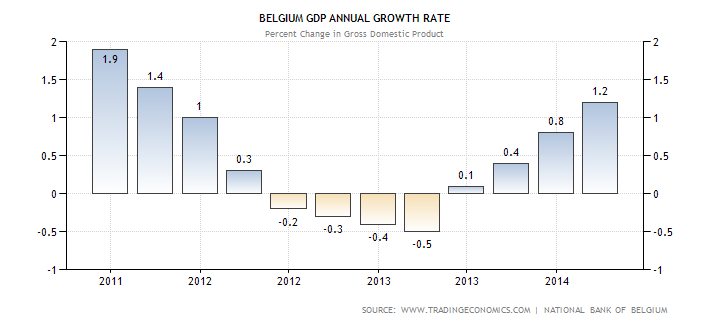 BELGIUM GDP ANNUAL GROWTH RATE
Percent Change in Gross Domestic Product
2 2
1.9
1.5 1.4 1.5
1.2
1 1 1
0.8
0.5 0.3 0.4 0.5
0.1
0 0
-0.2 -0.3 -0.4 -0.5
-0.5 -0.5
-1 -1
2011 2012 2012 2013 2013 2014
SOURCE: WWW.TRADINGECONOMICS.COM | NATIONAL BANK OF BELGIUM